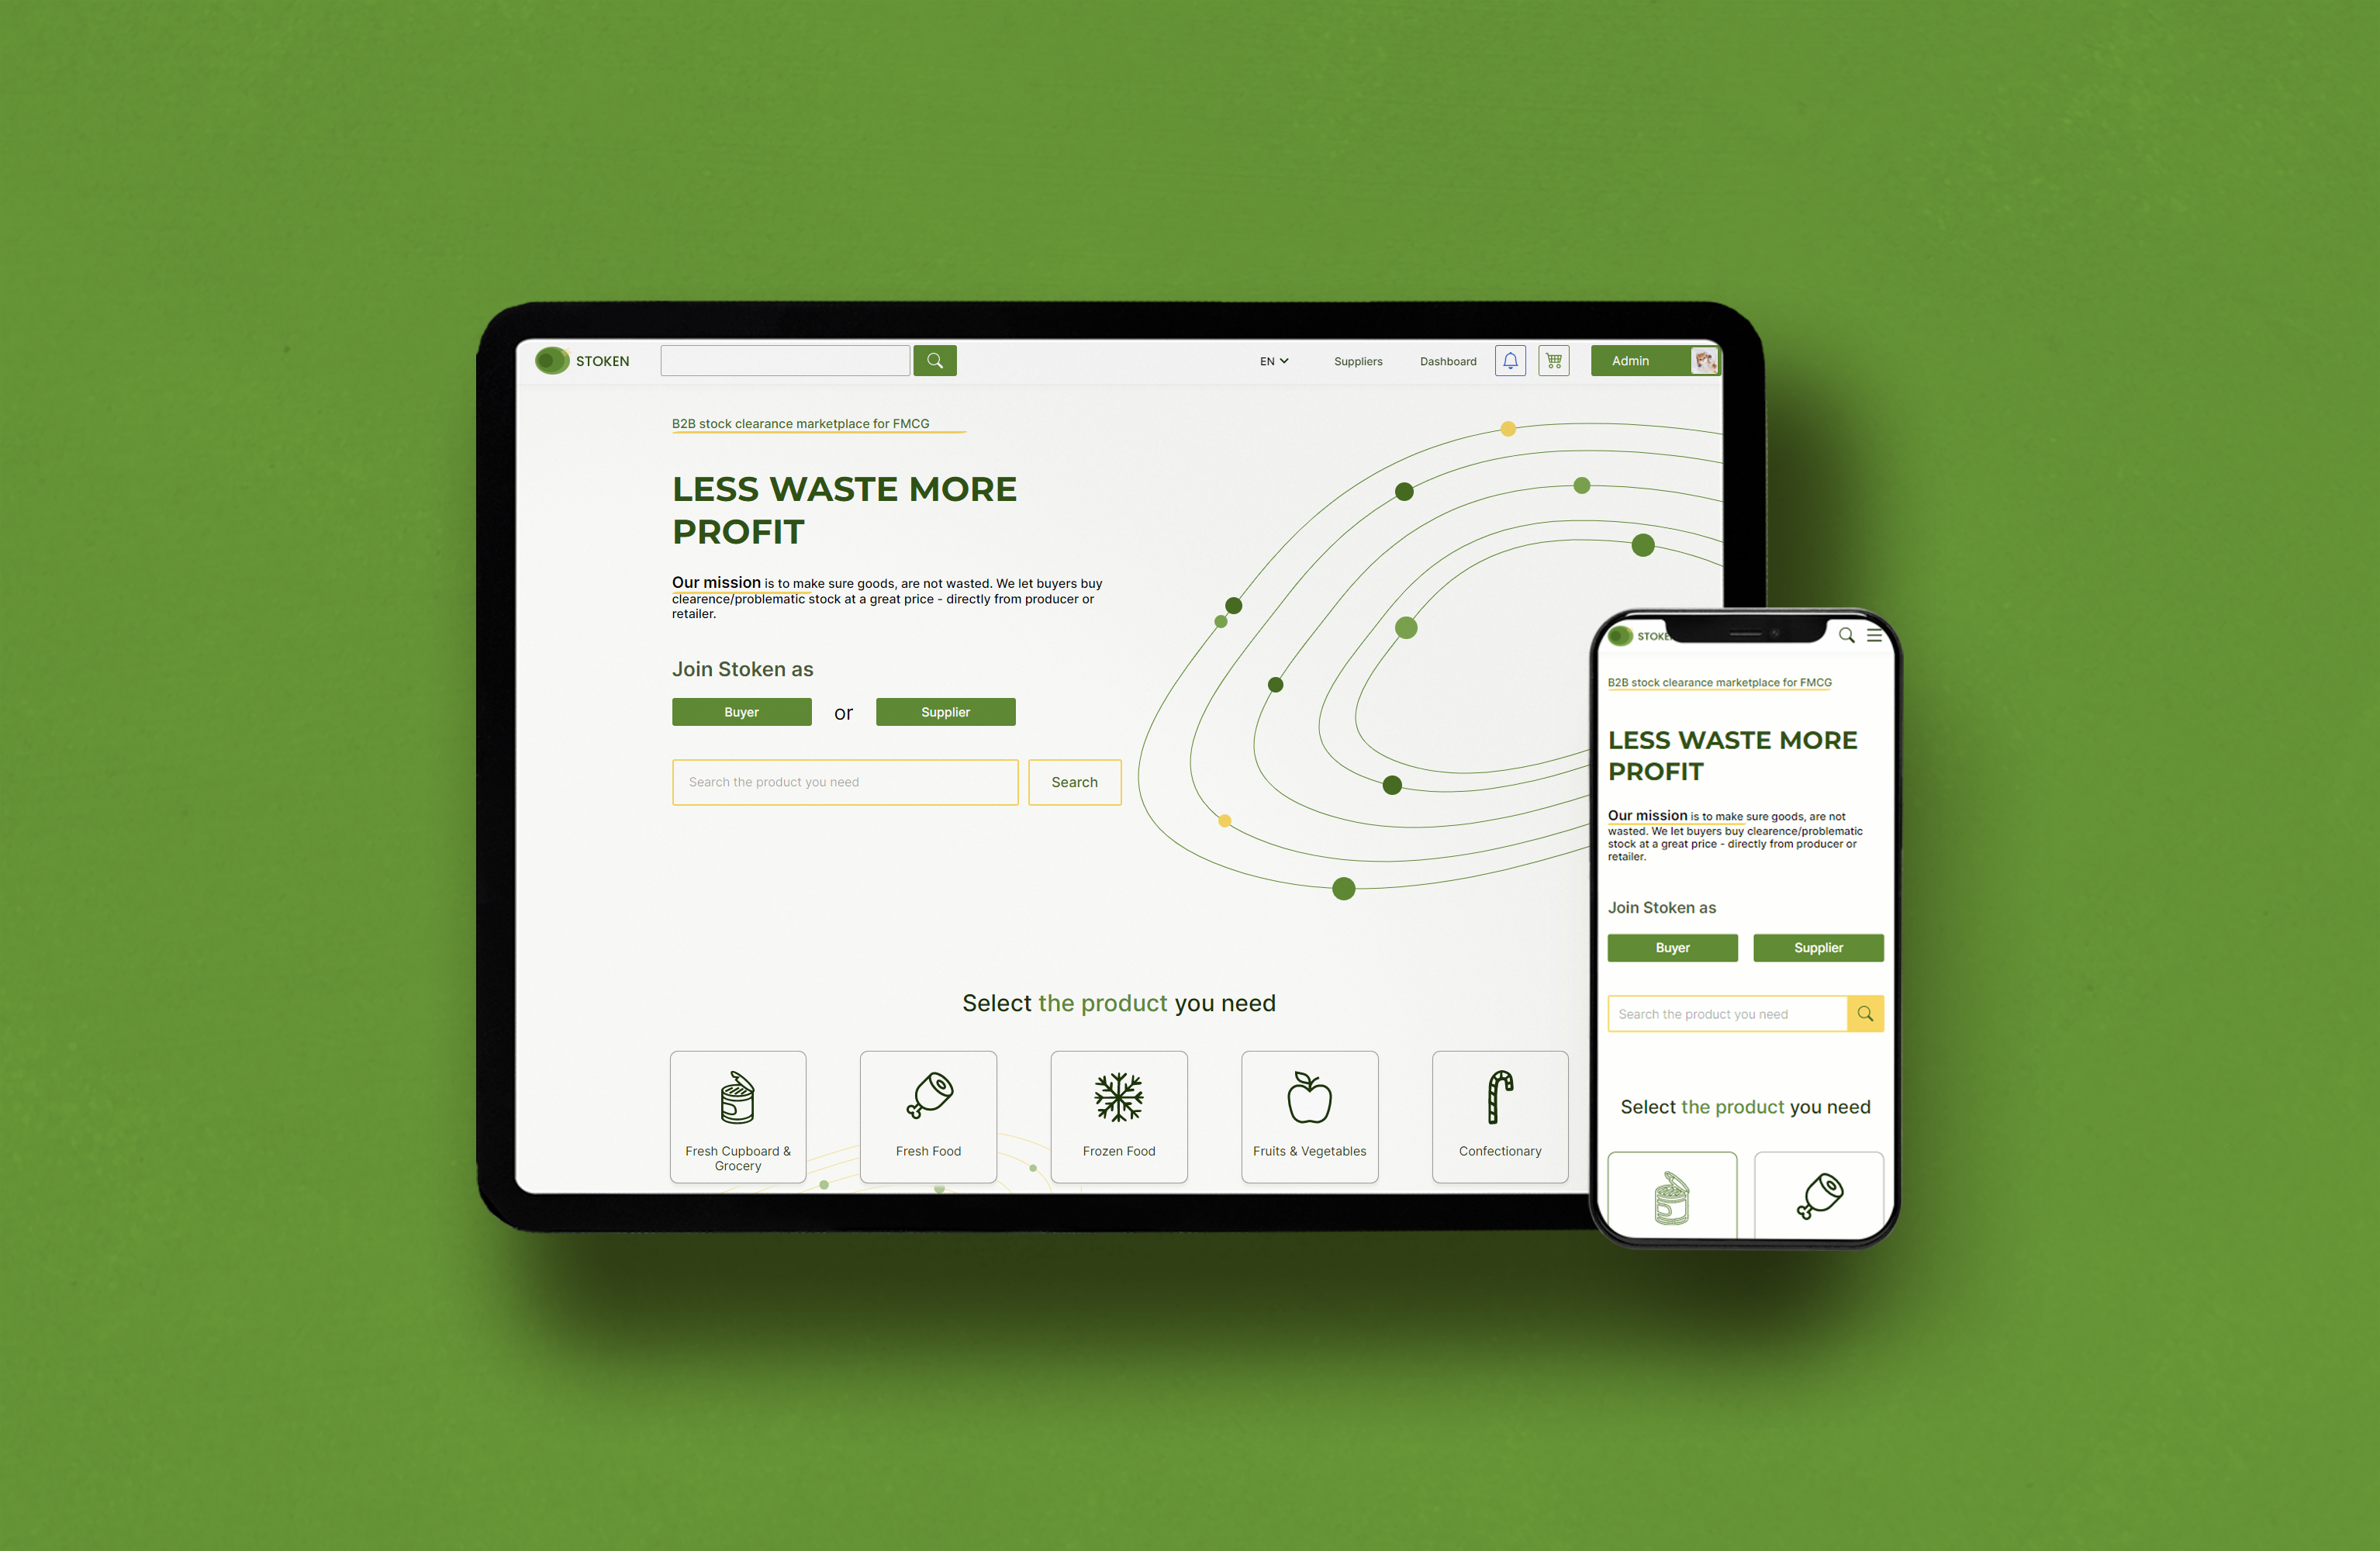 STOKEN
EN
Suppliers
Dashboard
Admin
B2B stock clearance marketplace for FMCG
LESS WASTE MORE
PROFIT
Our mission is to make sure goods, are not wasted. We let buyers buy
clearence/problematic stock at a great price - directly from producer or
retailer.
Join Stoken as
Buyer
or
Supplier
Search the product you need
Search
Select the product you need
Fresh Cupboard &
Grocery
Fresh Food
Frozen Food
Fruits & Vegetables
Confectionary
STOKE
B2B stock clearance marketplace for FMCG
LESS WASTE MORE
PROFIT
Our mission is to make sure goods, are not
wasted. We let buyers buy clearence/problematic
stock at a great price - directly from producer or
retailer.
Join Stoken as
Buyer
Supplier
Search the product you need
Select the product you need